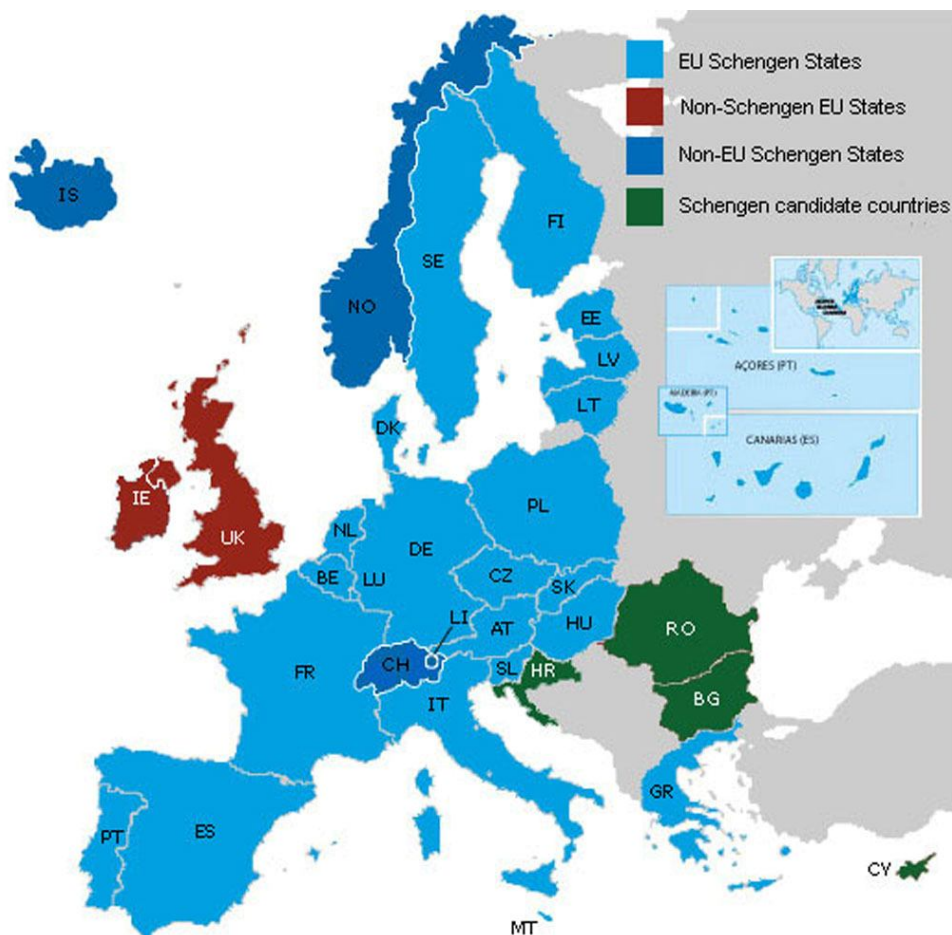 EU Schengen States
Non-Schengen EU States
Non-EU Schengen States
Schengen candidate countries
IS
FI
SE
NO
EE
LV
AÇORES (PT)
LT
MADEIRA (PT)
DK
CANARIAS (ES)
IE
PL
UK
NL
DE
BE
LU
CZ
SK
LI
AT
HU
RO
FR
CH
SL
HR
IT
BG
GR
PT
ES
CY
MT